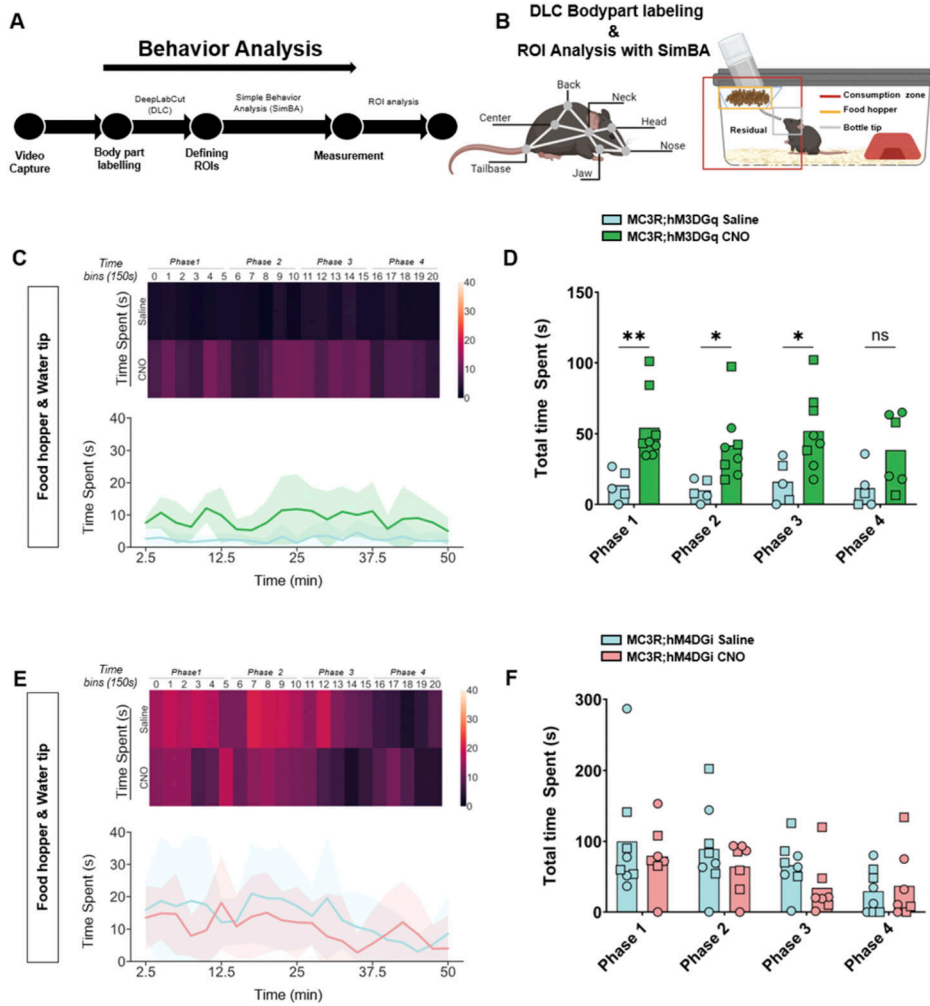 A
Behavior Analysis
DeepLabCut
(DLC)
Simple Behavior
Analysis (SimBA)
ROI analysis
Video
Capture
Body part
labelling
Defining
ROIs
Measurement
B
DLC Bodypart labeling
&
ROI Analysis with SimBA
Back
Neck
Center
Head
Nose
Tailbase
Jaw
Consumption zone
Food hopper
Bottle tip
Residual
MC3R;hM3DGq Saline
MC3R;hM3DGq CNO
C
Food hopper & Water tip
Time
bins (150s)
Phase1 Phase 2 Phase 3 Phase 4
0 1 2 3 4 5 6 7 8 9 10 11 12 13 14 15 16 17 18 19 20
Time Spent (s)
Saline
CNO
40
30
20
10
0
Time Spent (s)
40
30
20
10
0
2.5 12.5 25 37.5 50
Time (min)
D
Total time Spent (s)
150
100
50
0
** * * ns
Phase 1 Phase 2 Phase 3 Phase 4
MC3R;hM4DGi Saline
MC3R;hM4DGi CNO
E
Food hopper & Water tip
Time
bins (150s)
Phase1 Phase 2 Phase 3 Phase 4
0 1 2 3 4 5 6 7 8 9 10 11 12 13 14 15 16 17 18 19 20
Time Spent (s)
Saline
CNO
40
30
20
10
0
Time Spent (s)
40
30
20
10
0
2.5 12.5 25 37.5 50
Time (min)
F
Total time Spent (s)
300
200
100
0
Phase 1 Phase 2 Phase 3 Phase 4